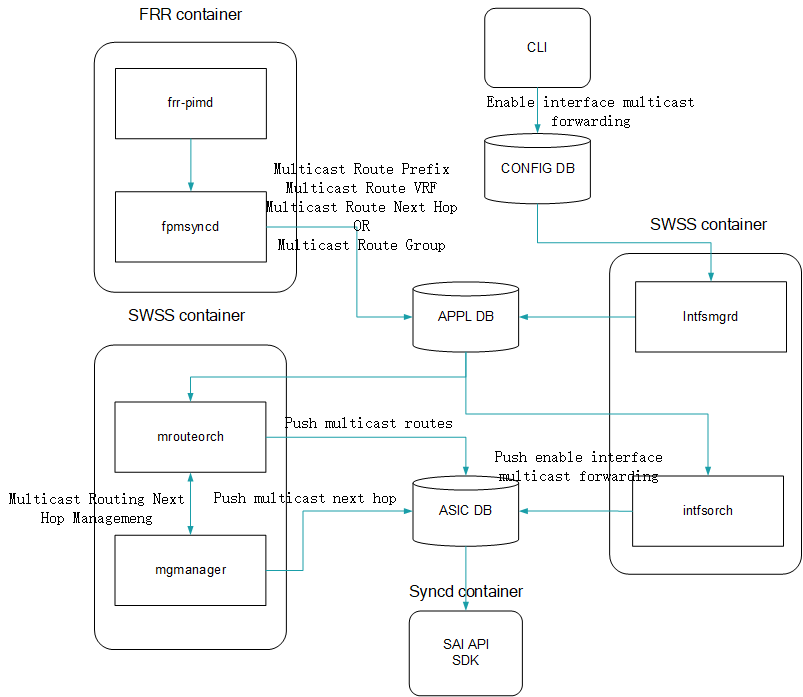 FRR container
CLI
frr-pimd
Enable interface multicast
forwarding
CONFIG DB
Multicast Route Prefix
Multicast Route VRF
Multicast Route Next Hop
OR
Multicast Route Group
fpmsyncd
SWSS container
SWSS container
APPL DB
Intfsmgrd
mrouteorch
Push multicast routes
Push enable interface
multicast forwarding
Multicast Routing Next
Hop Managemeng
Push multicast next hop
ASIC DB
intfsorch
mgmanager
Syncd container
SAI API
SDK